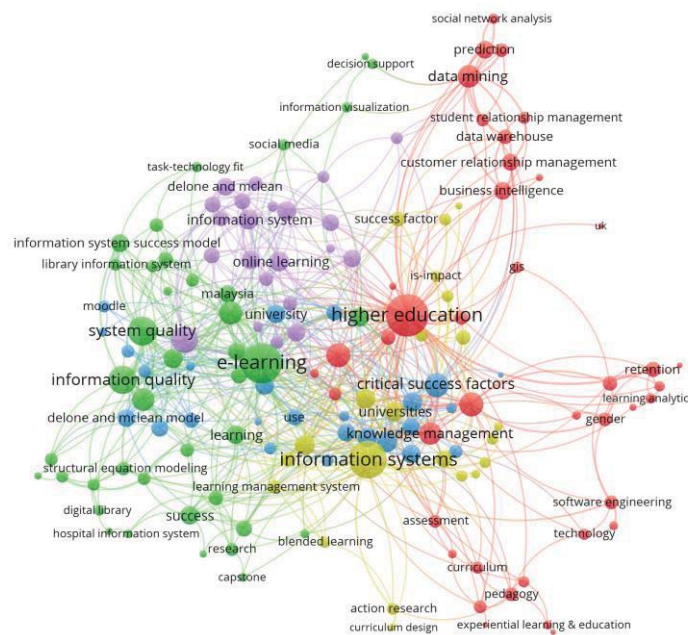 social network analysis
prediction
decision support
data mining
information visualization
student relationship management
data warehouse
social media
customer relationship management
task-technology fit
delone and mclean
business intelligence
information system
success factor
uk
information system success model
online learning
library information system
is-impact
gis
malaysia
moodle
university
higher education
system quality
e-learning
retention
information quality
critical success factors
learning analytic
delone and mclean model
use
universities
gender
learning
knowledge management
information systems
structural equation modeling
learning management system
software engineering
digital library
success
assessment
hospital information system
technology
research
blended learning
capstone
curriculum
pedagogy
action research
curriculum design
experiential learning & education